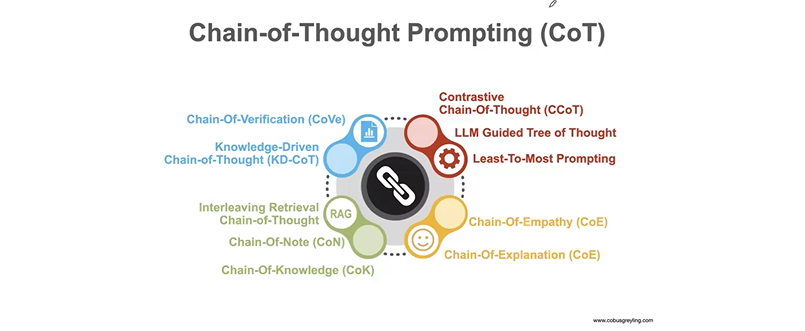 Chain-of-Thought Prompting (CoT)
Chain-Of-Verification (CoVe)
Knowledge-Driven
Chain-of-Thought (KD-CoT)
Contrastive
Chain-Of-Thought (CCoT)
LLM Guided Tree of Thought
Least-To-Most Prompting
Interleaving Retrieval
Chain-of-Thought
RAG
Chain-Of-Note (CoN)
Chain-Of-Knowledge (CoK)
Chain-Of-Empathy (CoE)
Chain-Of-Explanation (CoE)
www.cobusgreyling.com